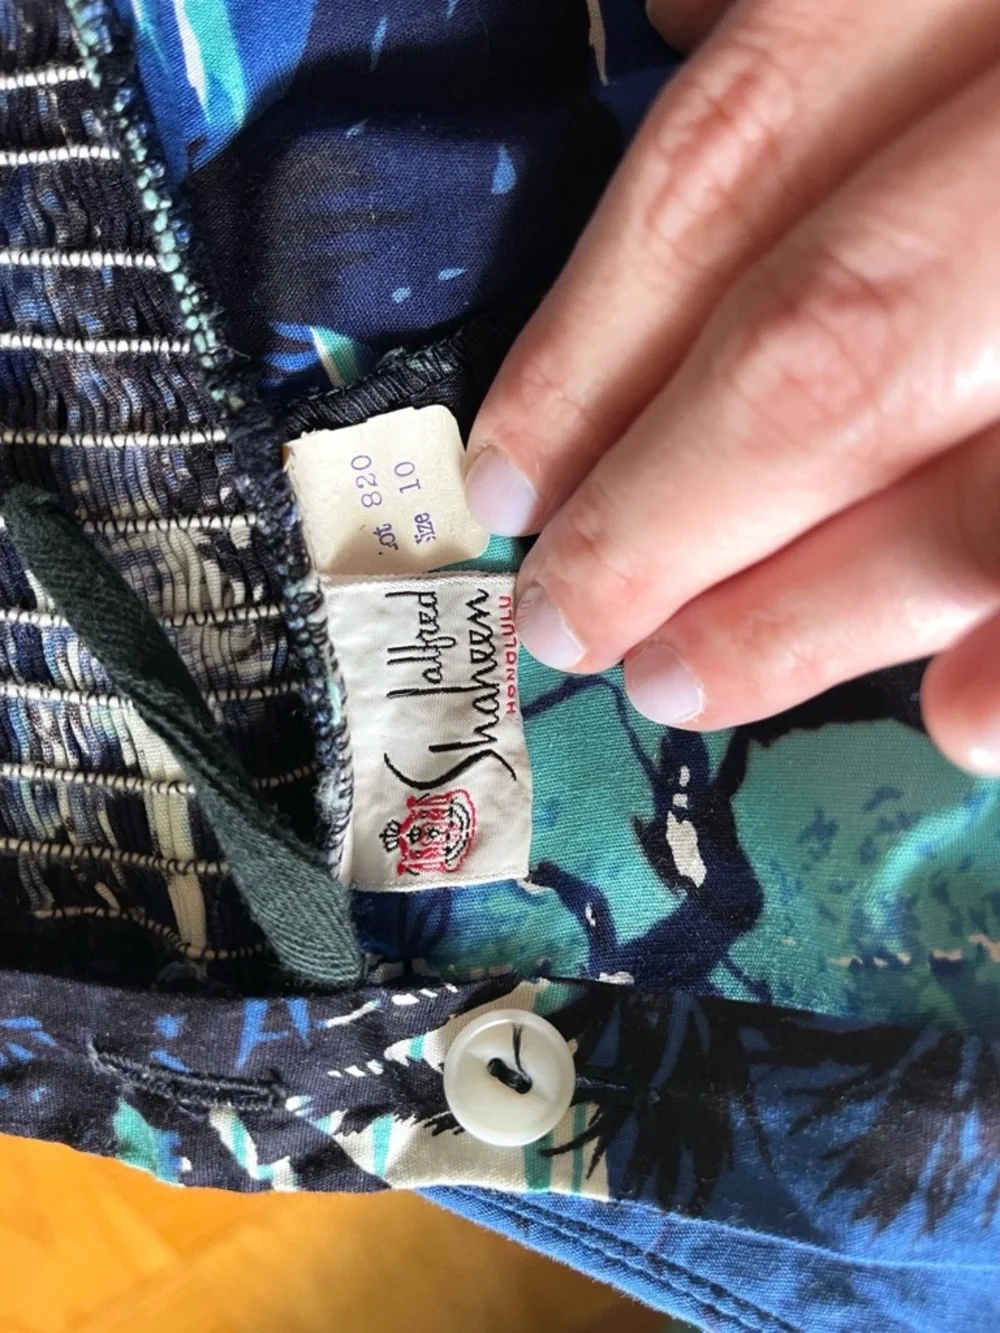 Lot 820
Size 10
alfred
Shaheen
HONOLULU